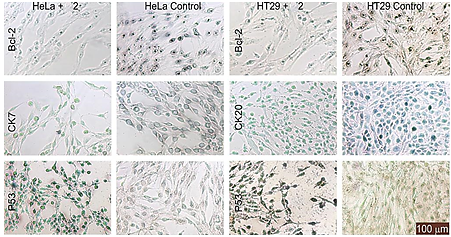 HeLa + 2 HeLa Control HT29 + 2 HT29 Control
Bcl-2 Bcl-2
CK7 CK20
P53 P53
100 µm